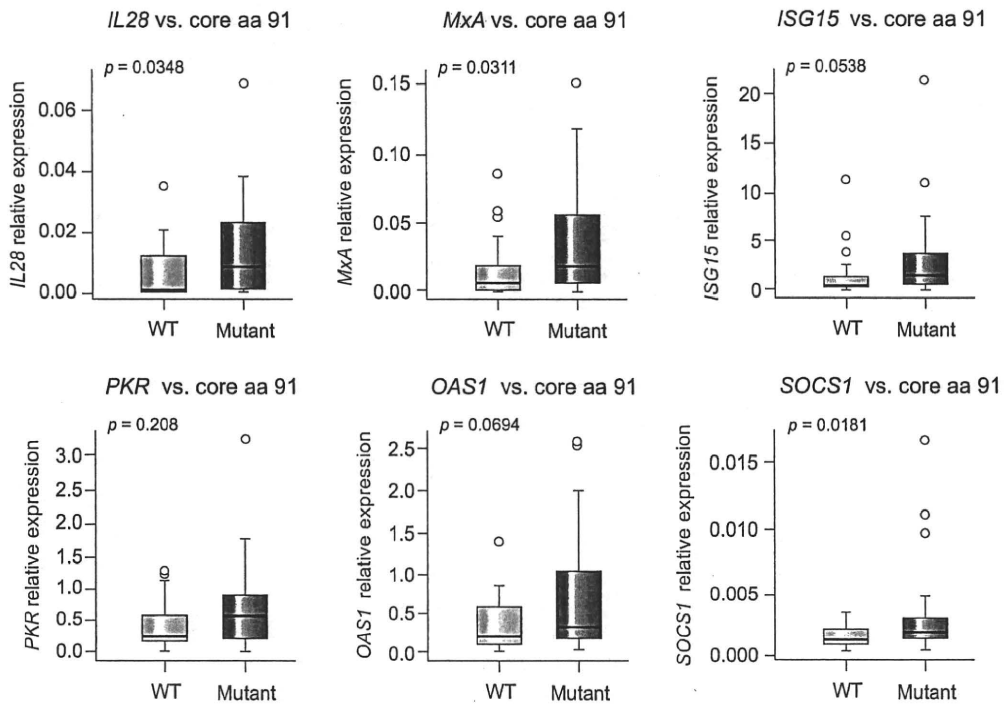 IL28 vs. core aa 91
MxA vs. core aa 91
ISG15 vs. core aa 91
p = 0.0348
p = 0.0311
p = 0.0538
IL28 relative expression
0.06
0.04
0.02
0.00
WT
Mutant
MxA relative expression
0.15
0.10
0.05
0.00
WT
Mutant
ISG15 relative expression
20
15
10
5
0
WT
Mutant
PKR vs. core aa 91
OAS1 vs. core aa 91
SOCS1 vs. core aa 91
p = 0.208
p = 0.0694
p = 0.0181
PKR relative expression
3.0
2.5
2.0
1.5
1.0
0.5
0.0
WT
Mutant
OAS1 relative expression
2.5
2.0
1.5
1.0
0.5
0.0
WT
Mutant
SOCS1 relative expression
0.015
0.010
0.005
0.000
WT
Mutant